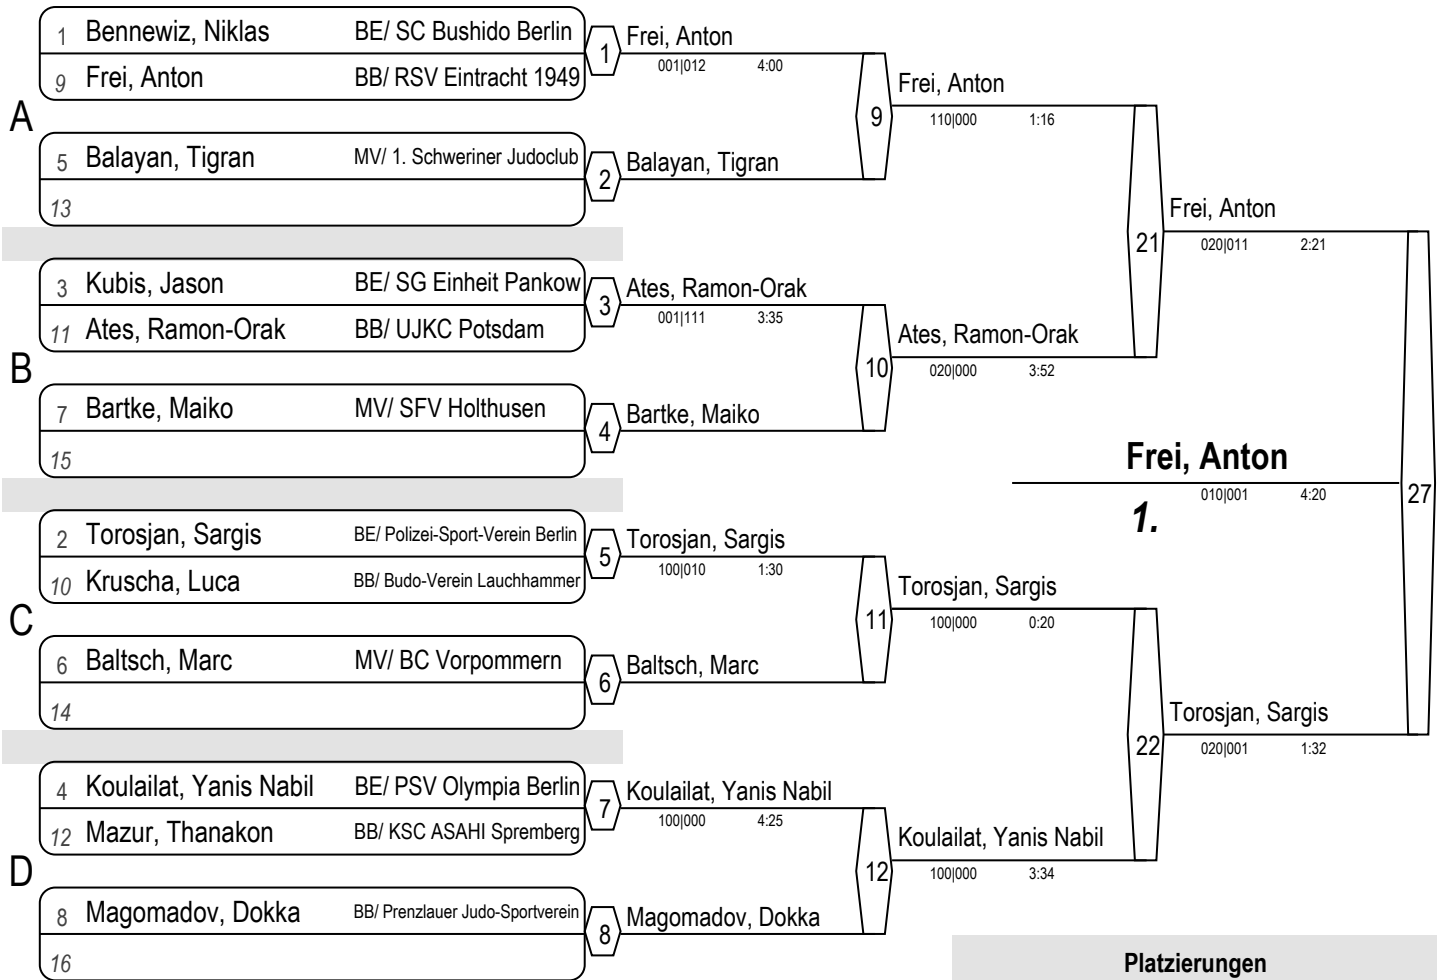 1 Bennewiz, Niklas BE/ SC Bushido Berlin
9 Frei, Anton BB/ RSV Eintracht 1949
1
Frei, Anton
001|012 4:00
A
5 Balayan, Tigran MV/ 1. Schweriner Judoclub
13
2
Balayan, Tigran
9
Frei, Anton
110|000 1:16
3 Kubis, Jason BE/ SG Einheit Pankow
11 Ates, Ramon-Orak BB/ UJKC Potsdam
3
Ates, Ramon-Orak
001|111 3:35
B
7 Bartke, Maiko MV/ SFV Holthusen
15
4
Bartke, Maiko
10
Ates, Ramon-Orak
020|000 3:52
21
Frei, Anton
020|011 2:21
2 Torosjan, Sargis BE/ Polizei-Sport-Verein Berlin
10 Kruscha, Luca BB/ Budo-Verein Lauchhammer
5
Torosjan, Sargis
100|010 1:30
C
6 Baltsch, Marc MV/ BC Vorpommern
14
6
Baltsch, Marc
11
Torosjan, Sargis
100|000 0:20
4 Koulailat, Yanis Nabil BE/ PSV Olympia Berlin
12 Mazur, Thanakon BB/ KSC ASAHI Spremberg
7
Koulailat, Yanis Nabil
100|000 4:25
D
8 Magomadov, Dokka BB/ Prenzlauer Judo-Sportverein
16
8
Magomadov, Dokka
12
Koulailat, Yanis Nabil
100|000 3:34
22
Torosjan, Sargis
020|001 1:32
27
Frei, Anton
010|001 4:20
1.
Platzierungen